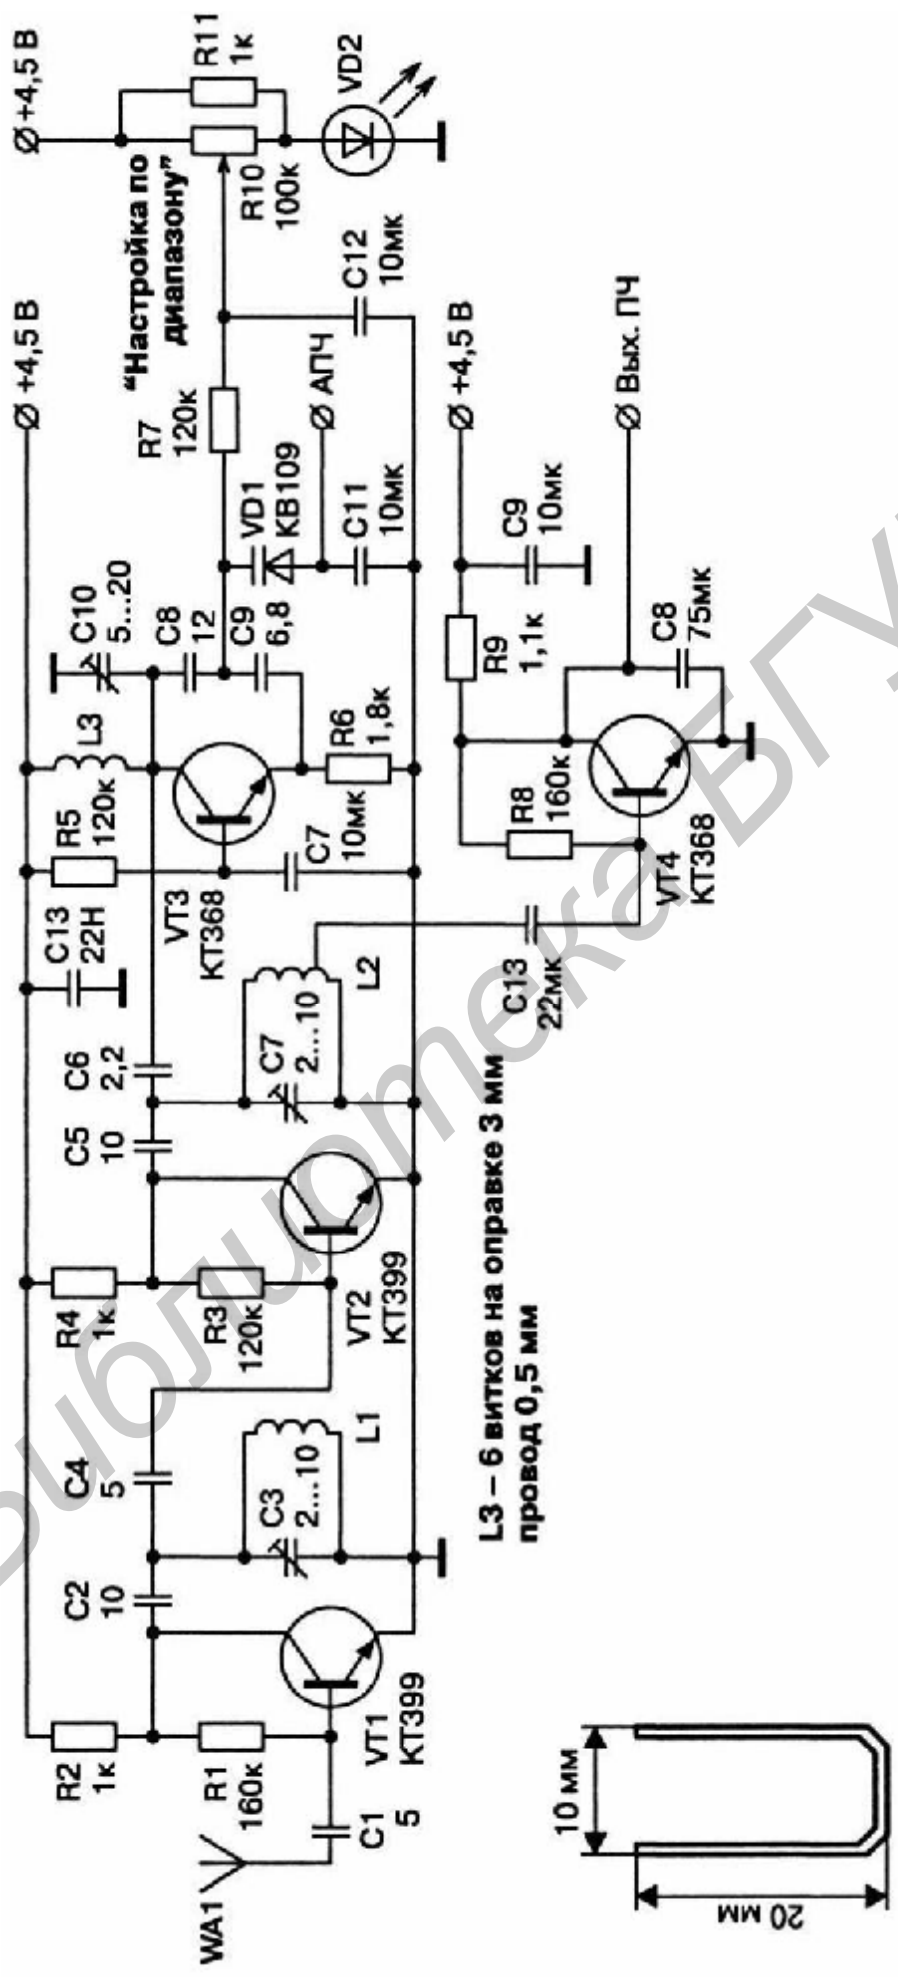 WA1
C1
5
R1
160к
R2
1к
VT1
КТ399
C2
10
C3
2...10
L1
C4
5
R4
1к
R3
120к
VT2
КТ399
C5
10
C6
2,2
C7
2...10
L2
C13
22Н
R5
120к
L3
VT3
КТ368
C7
10мк
R6
1,8к
C10
5...20
C8
12
C9
6,8
VD1
КВ109
C11
10мк
АПЧ
R7
120к
+4,5 В
"Настройка по
диапазону"
C12
10мк
R10
100к
R11
1к
+4,5 В
VD2
C13
22мк
VT4
КТ368
R8
160к
R9
1,1к
C9
10мк
+4,5 В
C8
75мк
Вых. ПЧ
L3 – 6 витков на оправке 3 мм
провод 0,5 мм
10 мм
20 мм
Библиотека БГУ